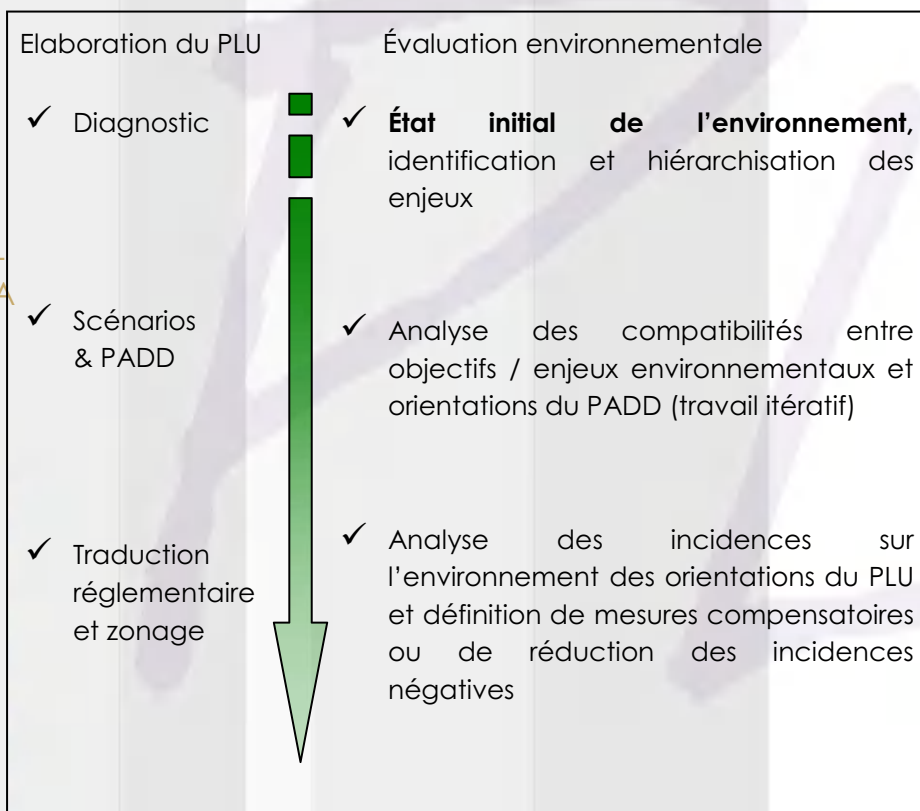 Elaboration du PLU
Évaluation environnementale
✓ Diagnostic
✓ État initial de l'environnement,
identification et hiérarchisation des
enjeux
✓ Scénarios
& PADD
✓ Analyse des compatibilités entre
objectifs / enjeux environnementaux et
orientations du PADD (travail itératif)
✓ Traduction
réglementaire
et zonage
✓ Analyse des incidences sur
l'environnement des orientations du PLU
et définition de mesures compensatoires
ou de réduction des incidences
négatives